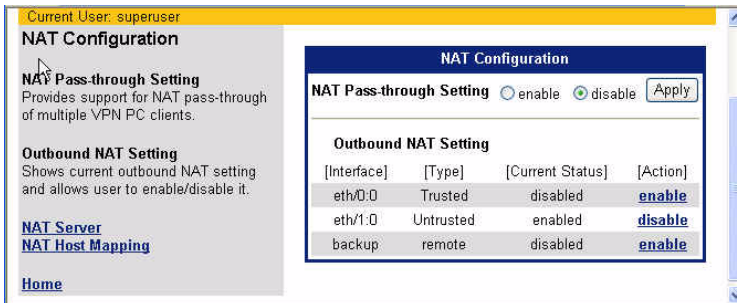 Current User: superuser
NAT Configuration
NAT Pass-through Setting
Provides support for NAT pass-through
of multiple VPN PC clients.
Outbound NAT Setting
Shows current outbound NAT setting
and allows user to enable/disable it.
NAT Server
NAT Host Mapping
Home
NAT Configuration
NAT Pass-through Setting enable disable Apply
Outbound NAT Setting
[Interface] [Type] [Current Status] [Action]
eth/0:0 Trusted disabled enable
eth/1:0 Untrusted enabled disable
backup remote disabled enable